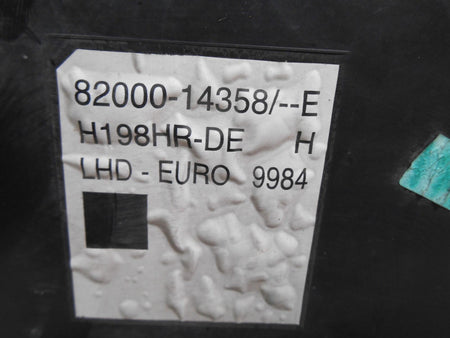 82000-14358/--E
H198HR-DE H
LHD - EURO 9984